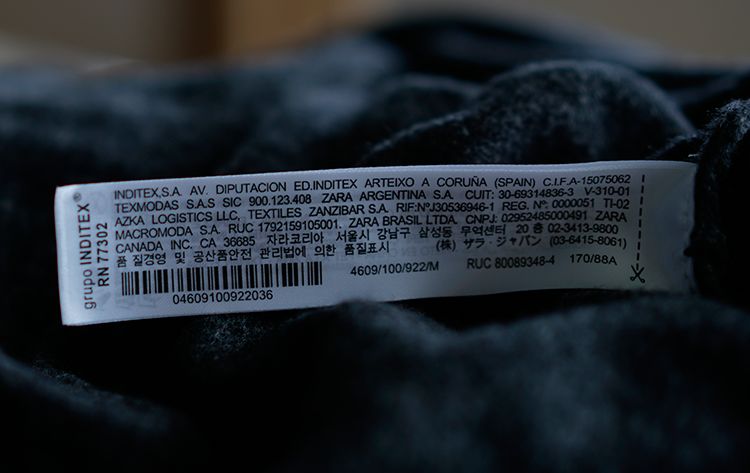 grupo INDITEX®
RN 77302
INDITEX,S.A. AV. DIPUTACION ED.INDITEX ARTEIXO A CORUÑA (SPAIN) C.I.F.A-15075062
TEXMODAS S.A.S SIC 900.123.408 ZARA ARGENTINA S.A. CUIT: 30-69314836-3 V-310-01
AZKA LOGISTICS LLC, TEXTILES ZANZIBAR S.A. RIF:NºJ30536946-1 REG. Nº 0000051 TI-02
MACROMODA S.A. RUC 1792159105001. ZARA BRASIL LTDA. CNPJ: 02952485000491 ZARA
CANADA INC. CA 36685 자라코리아 서울시 강남구 삼성동 무역센터 20 층 02-3413-9800
품 질경영 및 공산품안전 관리법에 의한 품질표시 (株) ザラ・ジャパン (03-6415-8061)
4609/100/922/M RUC 80089348-4 170/88A
04609100922036